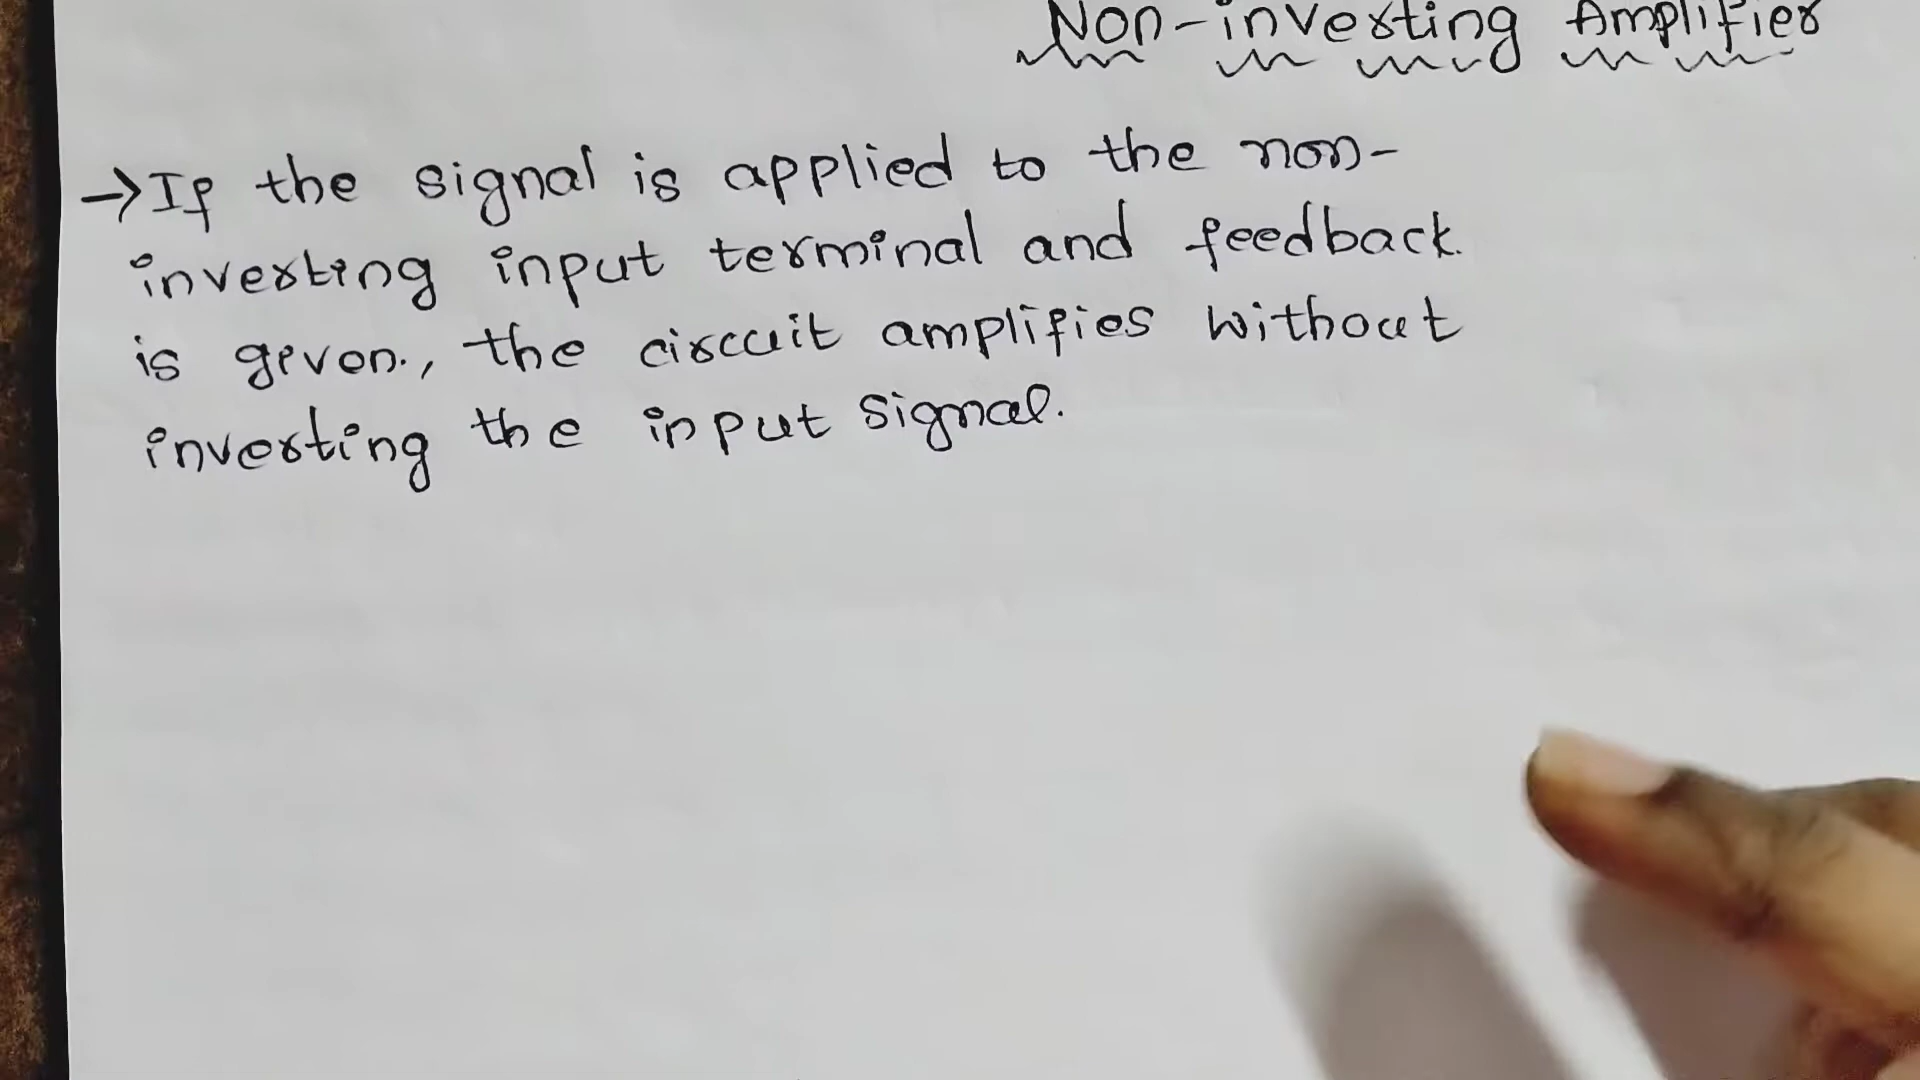 Non-inverting Amplifier
→If the signal is applied to the non-
inverting input terminal and feedback
is given., the circuit amplifies without
inverting the input signal.